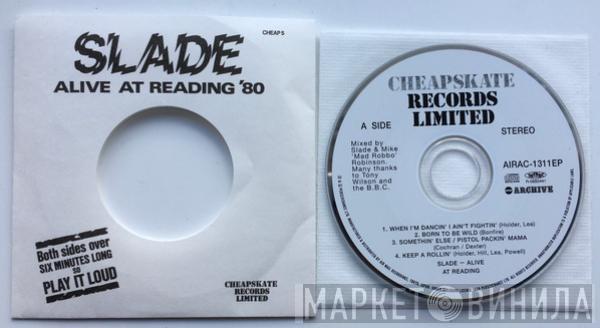 CHEAP 5
SLADE
ALIVE AT READING '80
Both sides over
SIX MINUTES LONG
so
PLAY IT LOUD
CHEAPSKATE
RECORDS
LIMITED
CHEAPSKATE
RECORDS
LIMITED
A SIDE
STEREO
Mixed by
Slade & Mike
'Mad Robbo'
Robinson.
Many thanks
to Tony
Wilson and
the B.B.C.
AIRAC-1311EP
ARCHIVE
1. WHEN I'M DANCIN' I AIN'T FIGHTIN' (Holder, Lea)
2. BORN TO BE WILD (Bonfire)
3. SOMETHIN' ELSE / PISTOL PACKIN' MAMA
(Cochran / Dexter)
4. KEEP A ROLLIN' (Holder, Hill, Lea, Powell)
SLADE – ALIVE
AT READING
МАРКЕТОВИНИЛА